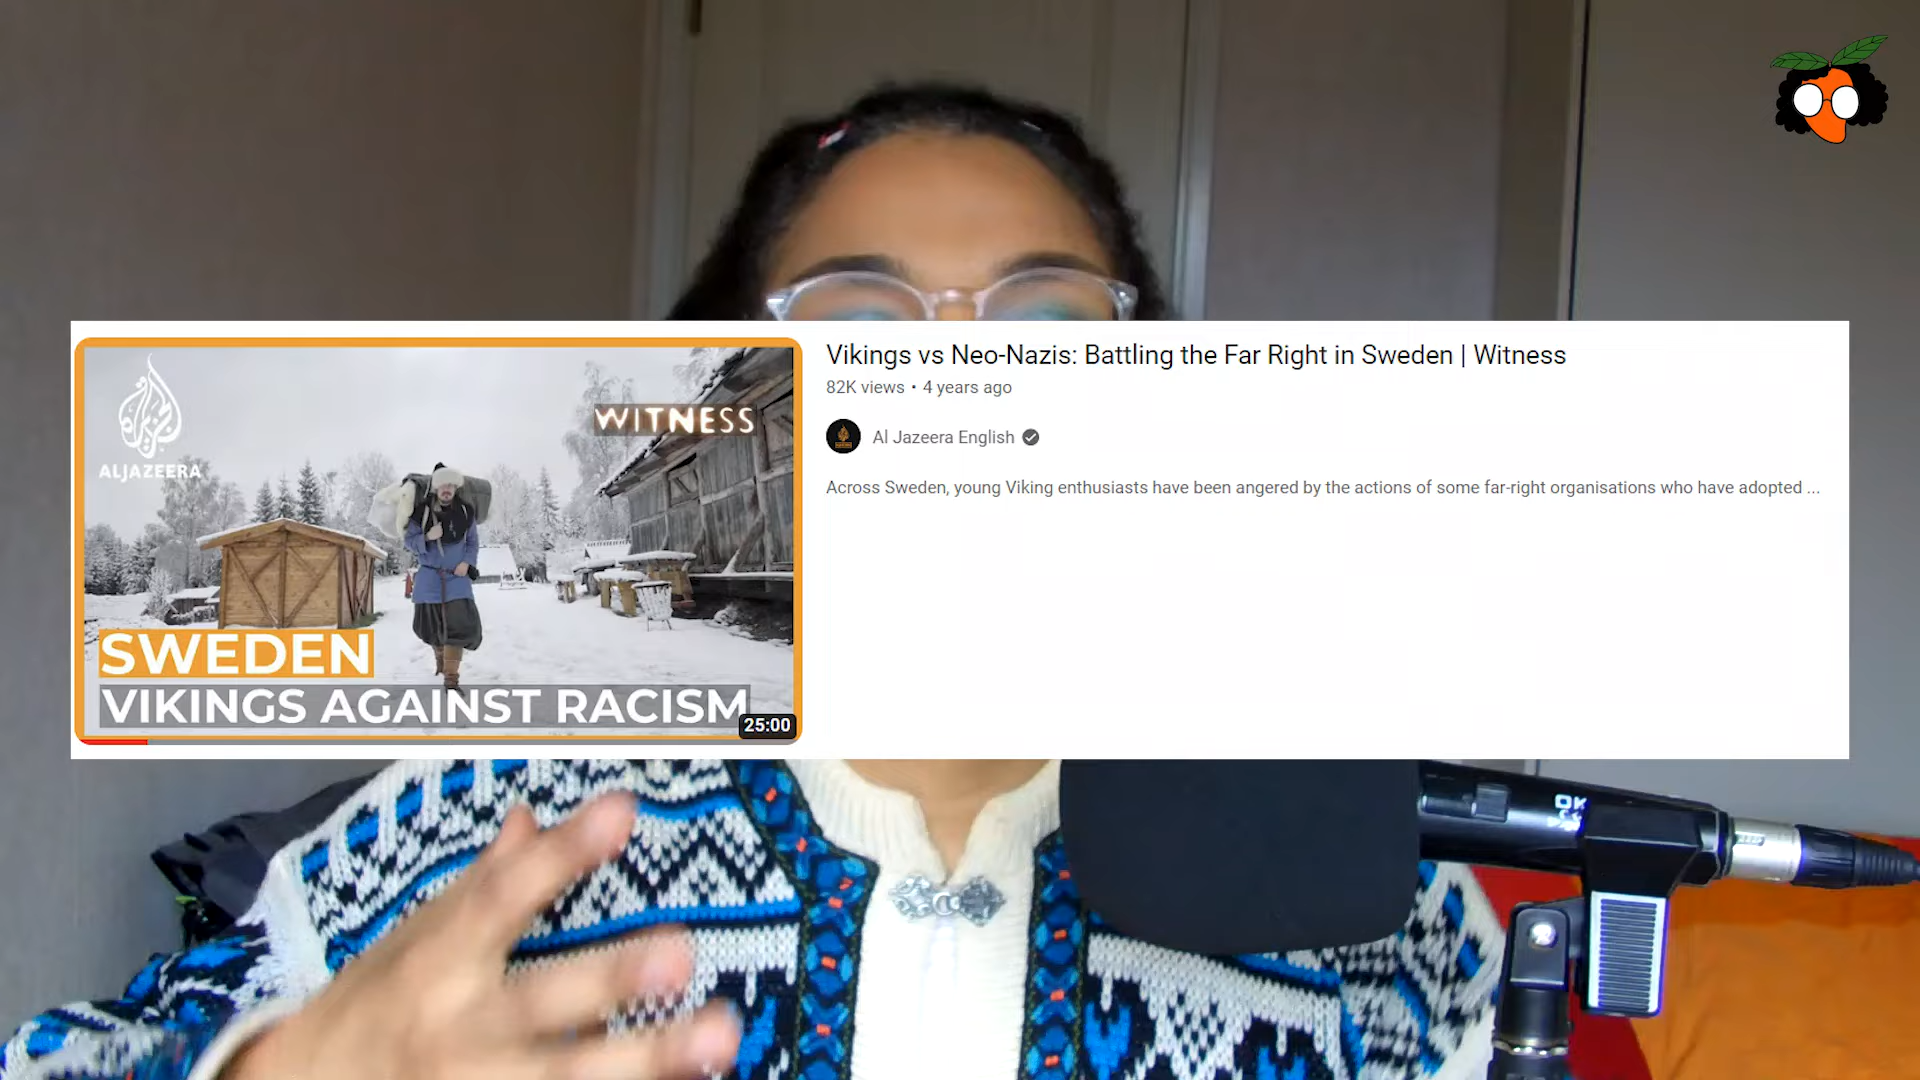 ALJAZEERA
WITNESS
SWEDEN
VIKINGS AGAINST RACISM
25:00
Vikings vs Neo-Nazis: Battling the Far Right in Sweden | Witness
82K views • 4 years ago
Al Jazeera English
Across Sweden, young Viking enthusiasts have been angered by the actions of some far-right organisations who have adopted ...